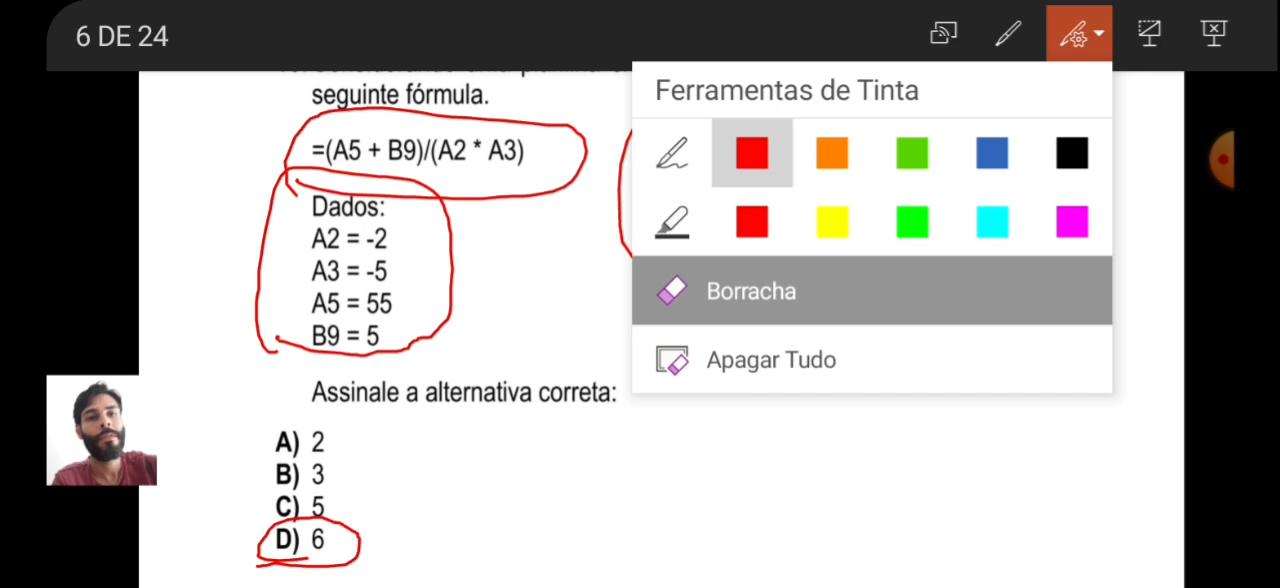 6 DE 24
seguinte fórmula.
=(A5 + B9)/(A2 * A3)
Dados:
A2 = -2
A3 = -5
A5 = 55
B9 = 5
Assinale a alternativa correta:
A) 2
B) 3
C) 5
D) 6
Ferramentas de Tinta
Borracha
Apagar Tudo